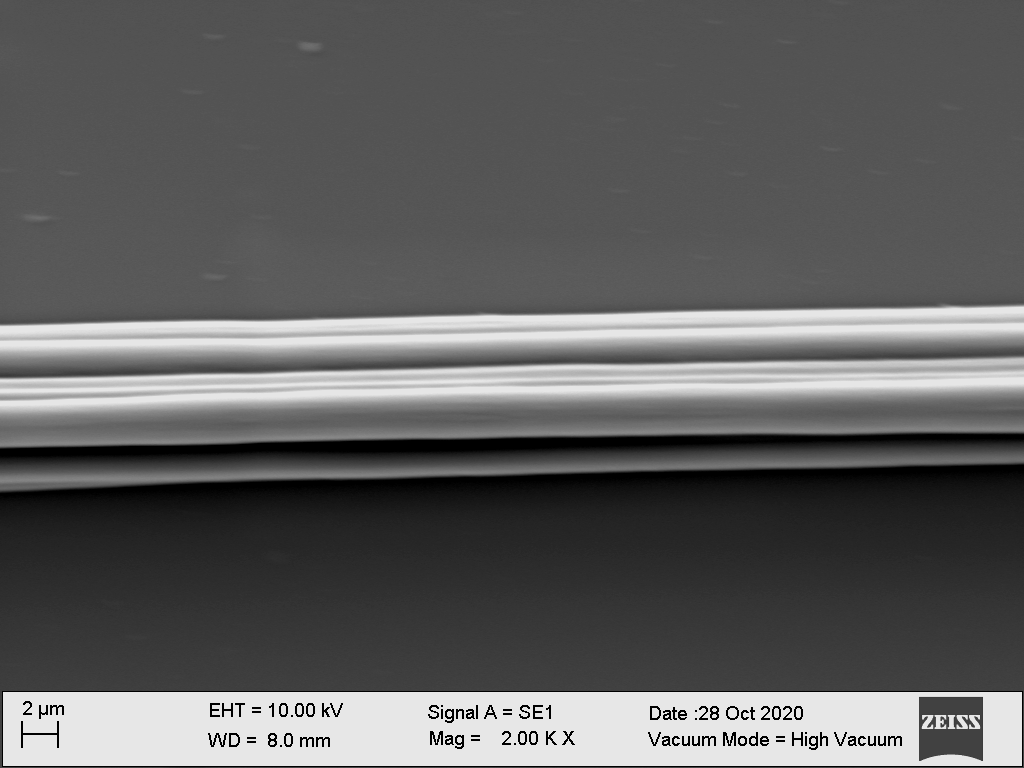 2 µm
EHT = 10.00 kV
WD = 8.0 mm
Signal A = SE1
Mag = 2.00 K X
Date :28 Oct 2020
Vacuum Mode = High Vacuum
ZEISS